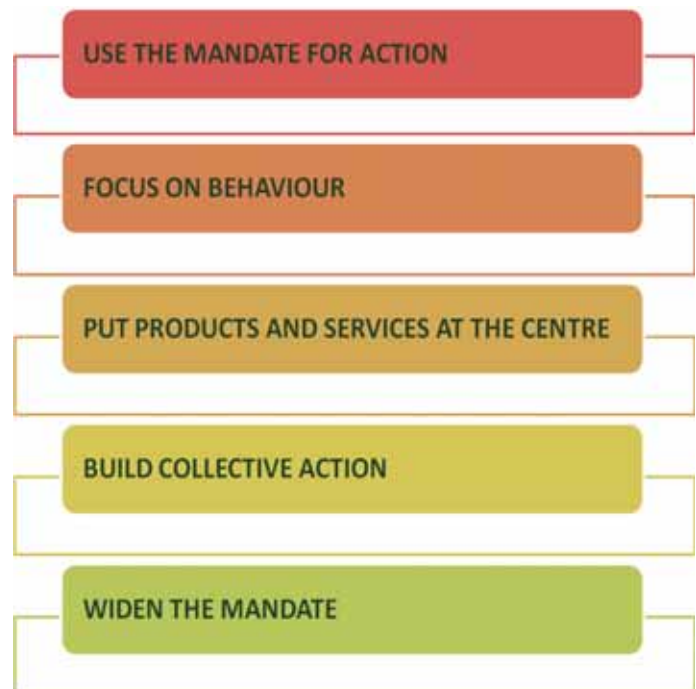 USE THE MANDATE FOR ACTION
FOCUS ON BEHAVIOUR
PUT PRODUCTS AND SERVICES AT THE CENTRE
BUILD COLLECTIVE ACTION
WIDEN THE MANDATE